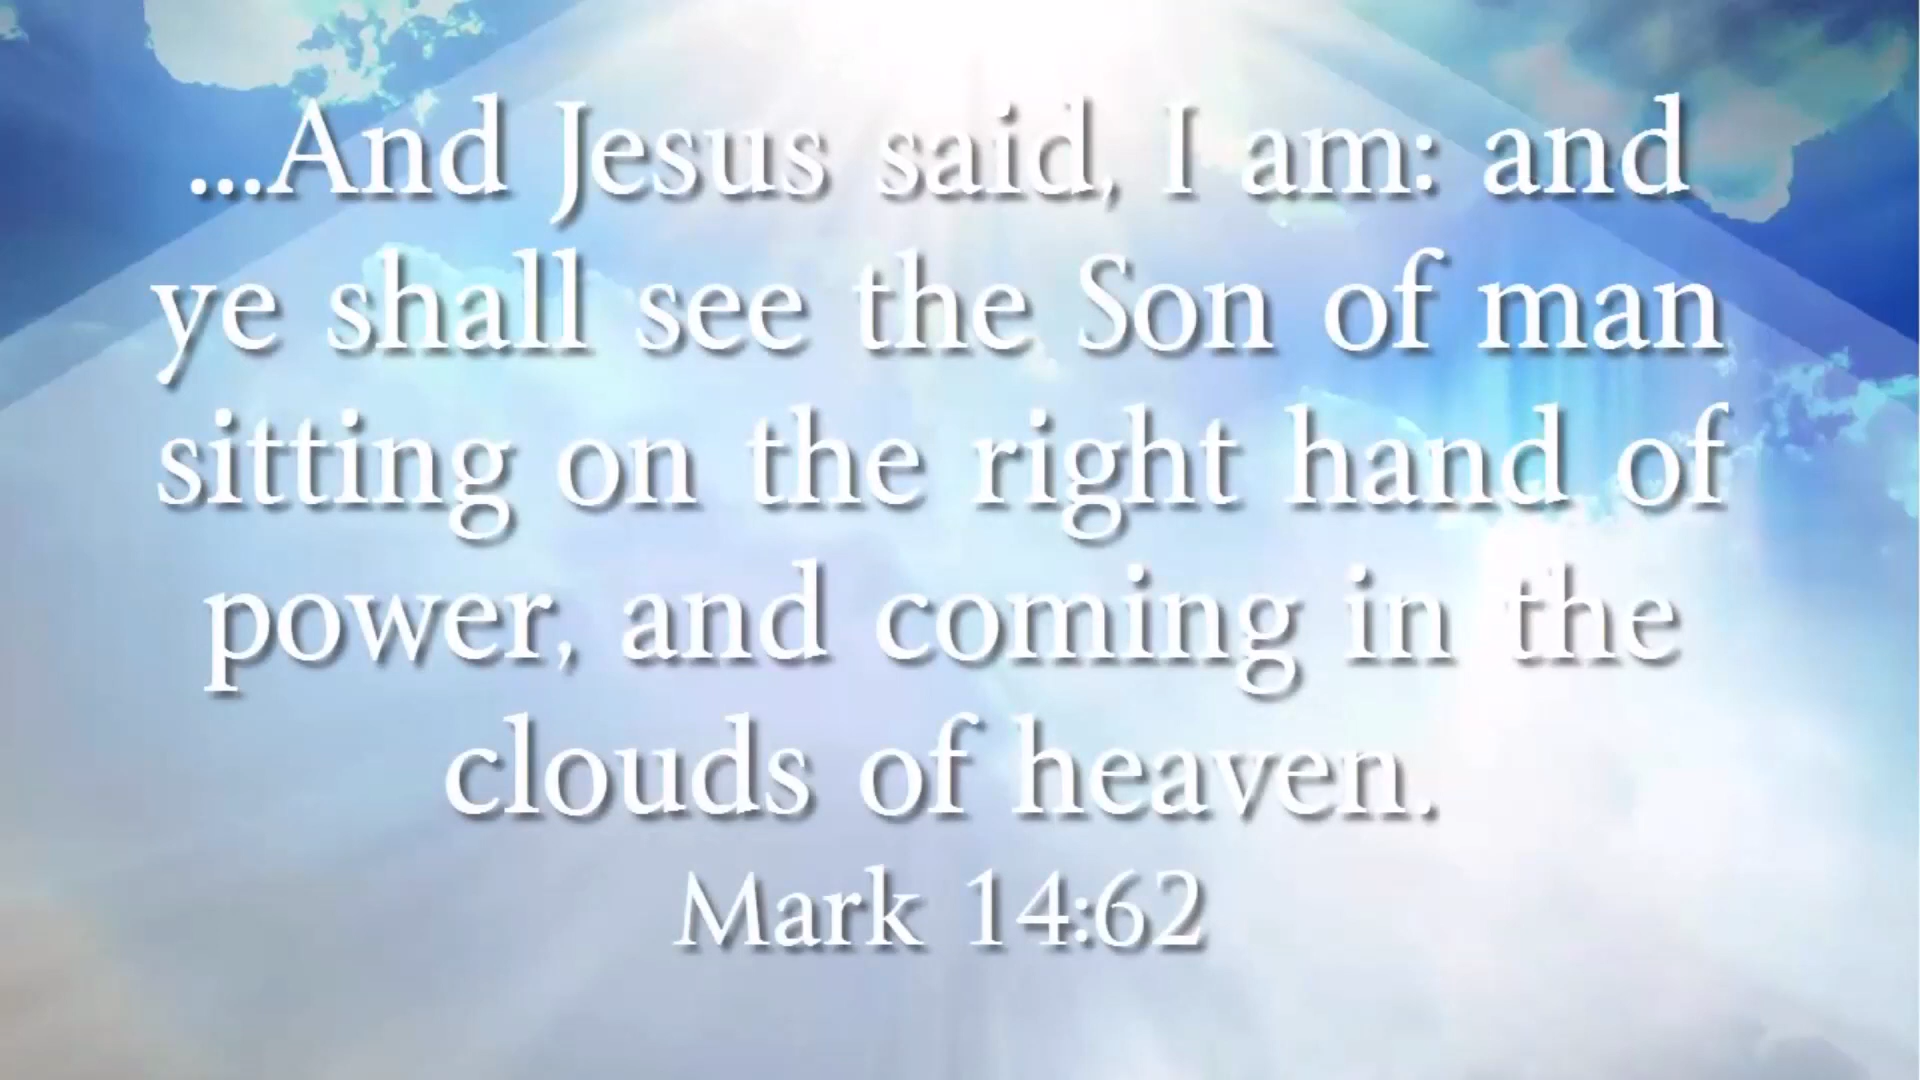 ...And Jesus said, I am: and
ye shall see the Son of man
sitting on the right hand of
power, and coming in the
clouds of heaven.
Mark 14:62